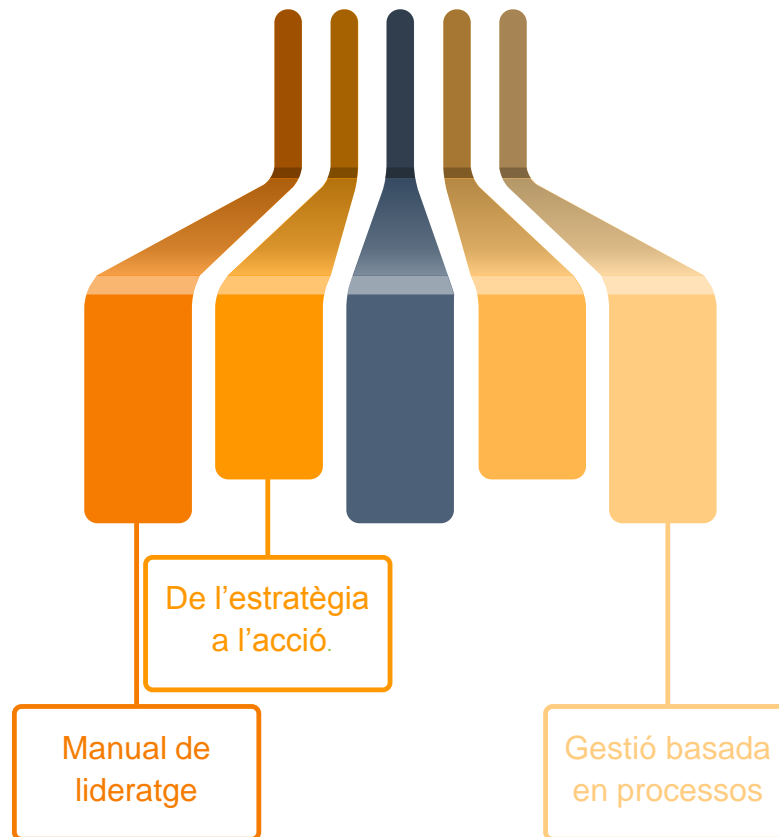 De l’estratègia
a l’acció.
Manual de
lideratge
Gestió basada
en processos